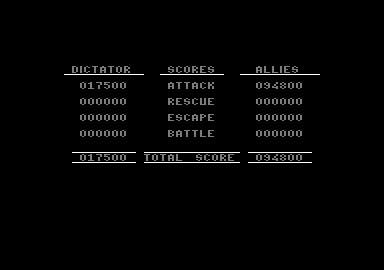 DICTATOR SCORES ALLIES
017500 ATTACK 094800
000000 RESCUE 000000
000000 ESCAPE 000000
000000 BATTLE 000000
017500 TOTAL SCORE 094800